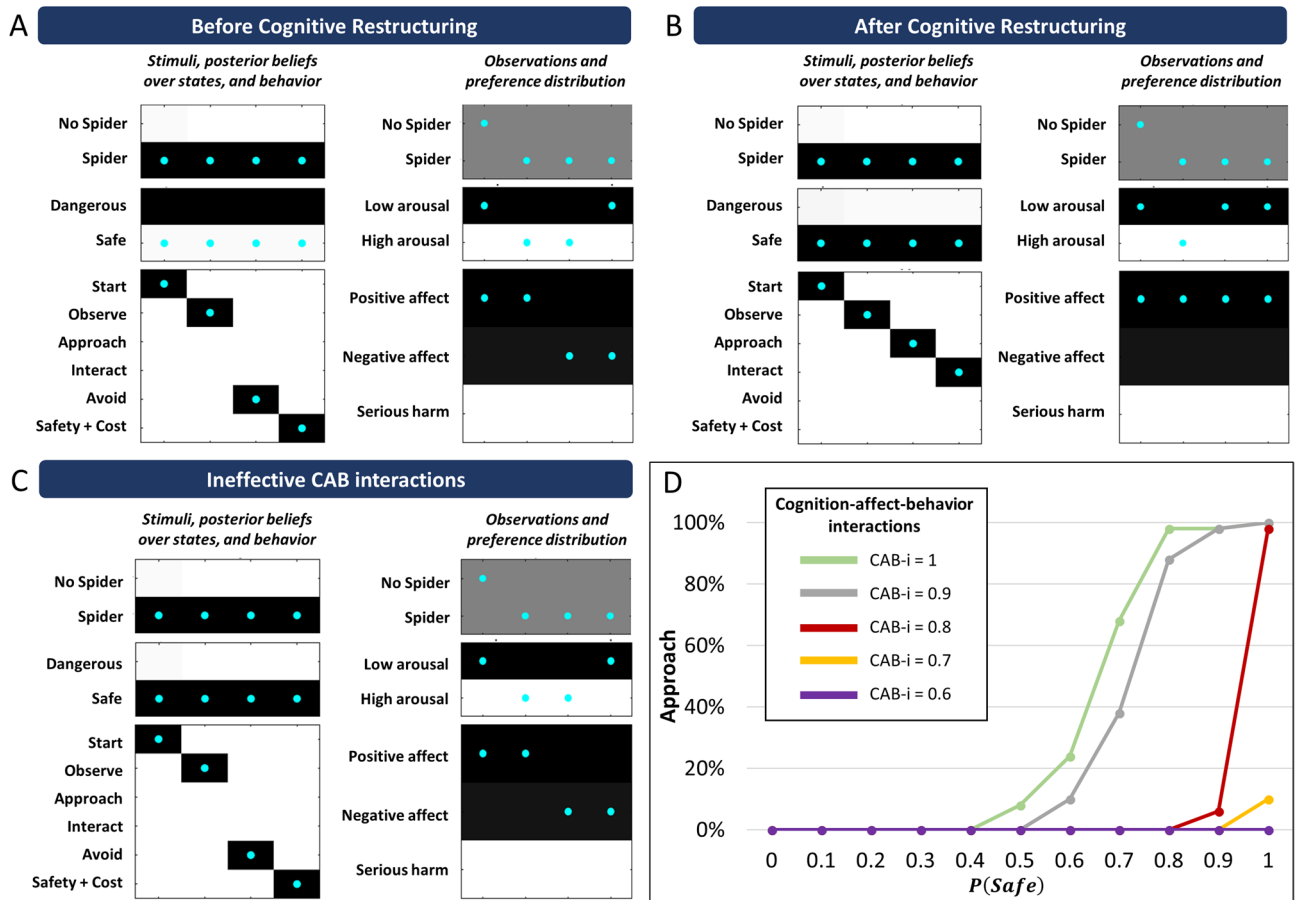 A
Before Cognitive Restructuring
Stimuli, posterior beliefs
over states, and behavior
Observations and
preference distribution
No Spider
Spider
Dangerous
Safe
Start
Observe
Approach
Interact
Avoid
Safety + Cost
No Spider
Spider
Low arousal
High arousal
Positive affect
Negative affect
Serious harm
B
After Cognitive Restructuring
Stimuli, posterior beliefs
over states, and behavior
Observations and
preference distribution
No Spider
Spider
Dangerous
Safe
Start
Observe
Approach
Interact
Avoid
Safety + Cost
No Spider
Spider
Low arousal
High arousal
Positive affect
Negative affect
Serious harm
C
Ineffective CAB interactions
Stimuli, posterior beliefs
over states, and behavior
Observations and
preference distribution
No Spider
Spider
Dangerous
Safe
Start
Observe
Approach
Interact
Avoid
Safety + Cost
No Spider
Spider
Low arousal
High arousal
Positive affect
Negative affect
Serious harm
D
Cognition-affect-behavior
interactions
CAB-i = 1
CAB-i = 0.9
CAB-i = 0.8
CAB-i = 0.7
CAB-i = 0.6
Approach
100%
80%
60%
40%
20%
0%
0 0.1 0.2 0.3 0.4 0.5 0.6 0.7 0.8 0.9 1
P(Safe)